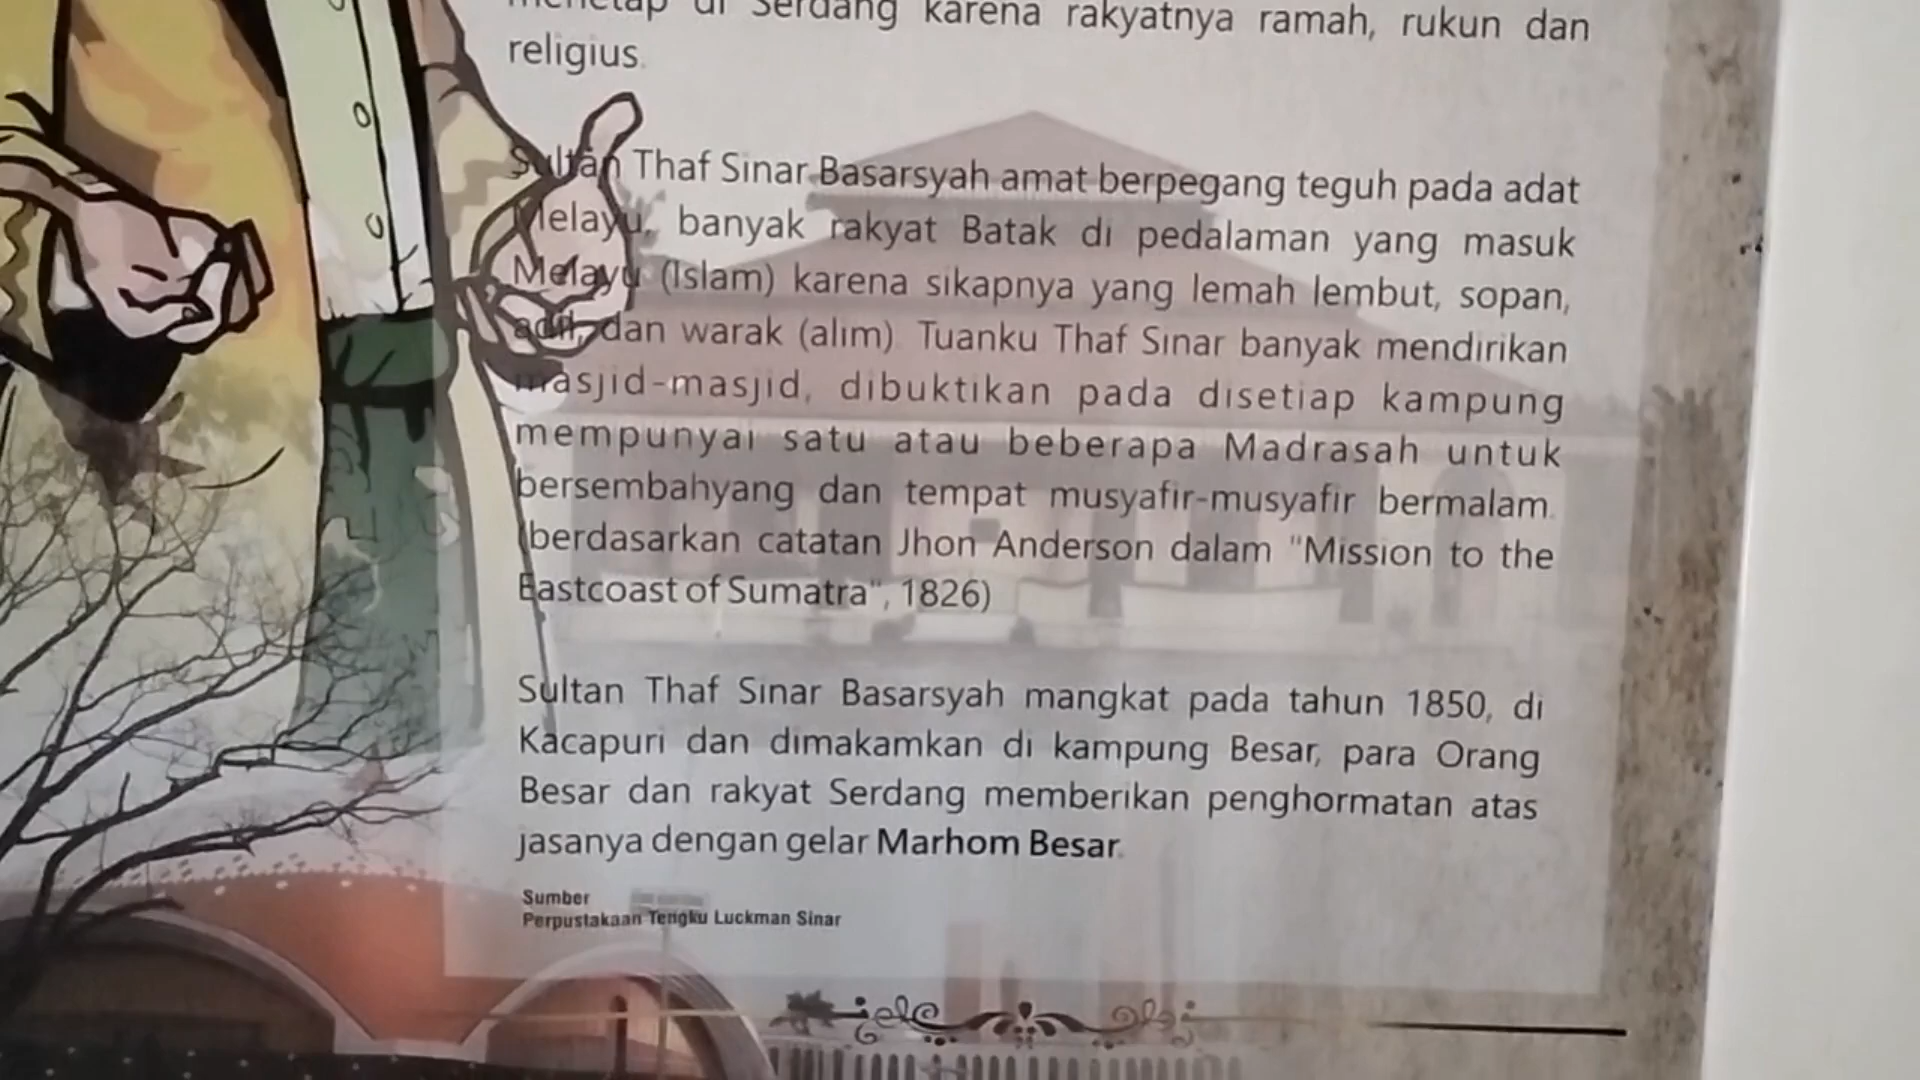 menetap di Serdang karena rakyatnya ramah, rukun dan
religius.
Sultan Thaf Sinar Basarsyah amat berpegang teguh pada adat
Melayu, banyak rakyat Batak di pedalaman yang masuk
Melayu (Islam) karena sikapnya yang lemah lembut, sopan,
adil, dan warak (alim). Tuanku Thaf Sinar banyak mendirikan
masjid-masjid, dibuktikan pada disetiap kampung
mempunyai satu atau beberapa Madrasah untuk
bersembahyang dan tempat musyafir-musyafir bermalam.
(berdasarkan catatan Jhon Anderson dalam "Mission to the
Eastcoast of Sumatra", 1826)
Sultan Thaf Sinar Basarsyah mangkat pada tahun 1850, di
Kacapuri dan dimakamkan di kampung Besar, para Orang
Besar dan rakyat Serdang memberikan penghormatan atas
jasanya dengan gelar Marhom Besar.
Sumber
Perpustakaan Tengku Luckman Sinar